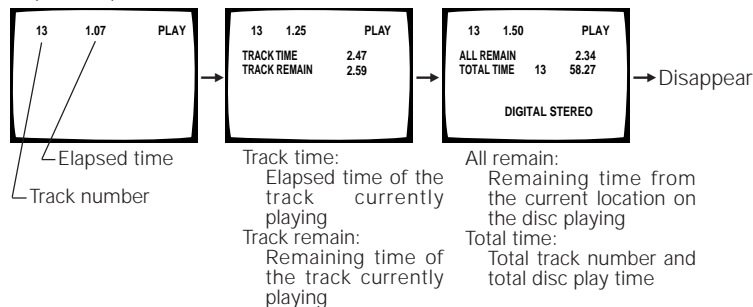 13 1.07 PLAY
13 1.25 PLAY
TRACK TIME 2.47
TRACK REMAIN 2.59
13 1.50 PLAY
ALL REMAIN 2.34
TOTAL TIME 13 58.27
DIGITAL STEREO
Disappear
Elapsed time
Track number
Track time:
Elapsed time of the
track currently
playing
Track remain:
Remaining time of
the track currently
playing
All remain:
Remaining time from
the current location on
the disc playing
Total time:
Total track number and
total disc play time